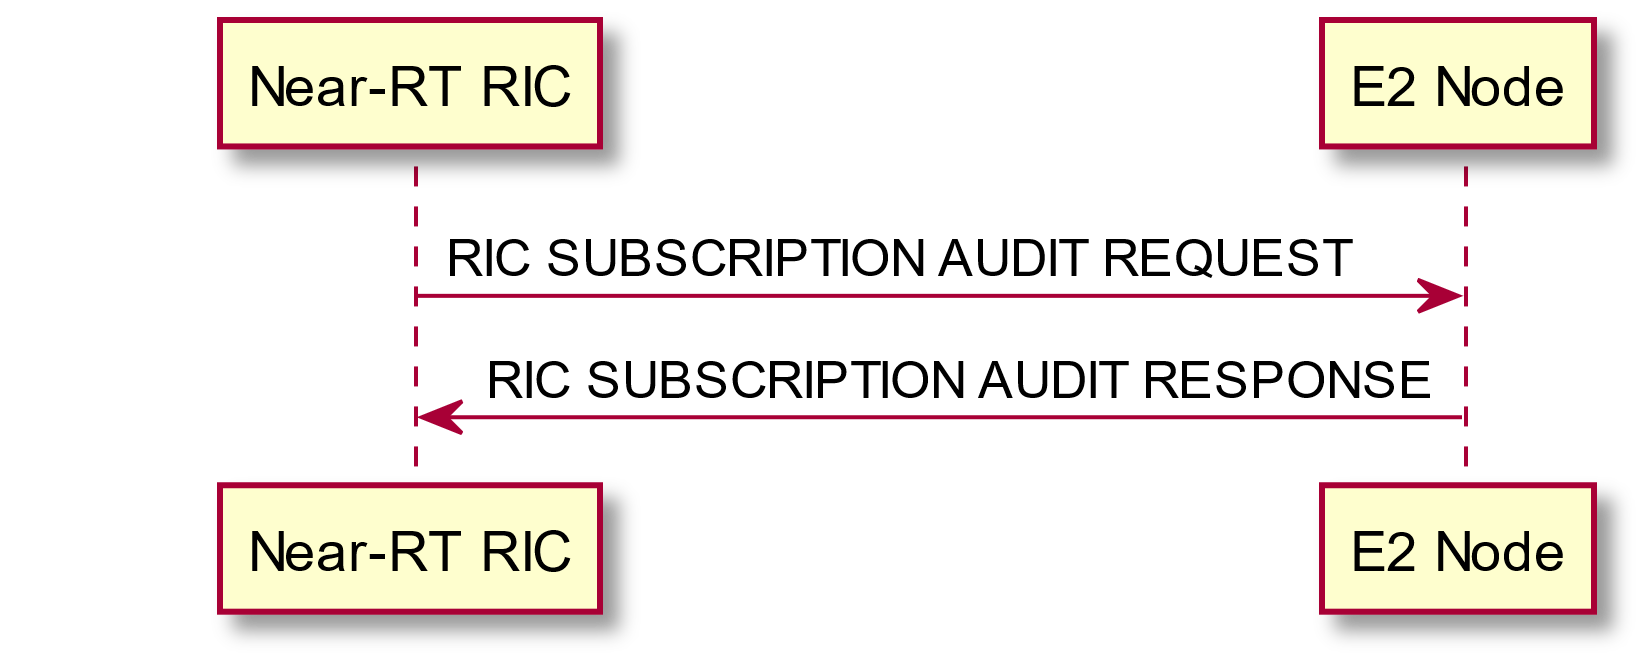 Near-RT RIC
E2 Node
RIC SUBSCRIPTION AUDIT REQUEST
RIC SUBSCRIPTION AUDIT RESPONSE
Near-RT RIC
E2 Node